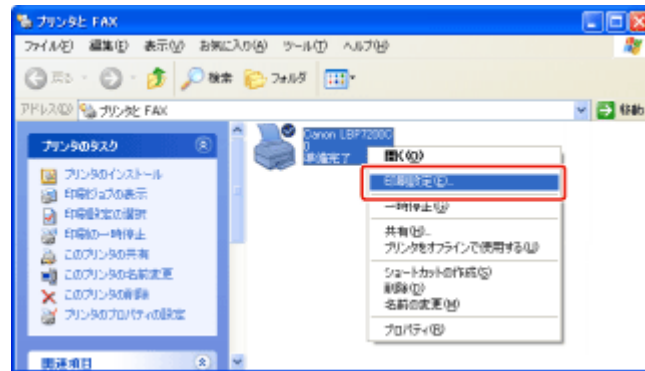 プリンタと FAX
ファイル(F) 編集(E) 表示(V) お気に入り(A) ツール(T) ヘルプ(H)
戻る 検索 フォルダ
アドレス(D) プリンタと FAX 移動
プリンタのタスク
プリンタのインストール
印刷ジョブの表示
印刷設定の選択
印刷の一時停止
このプリンタの共有
このプリンタの名前変更
このプリンタの削除
プリンタのプロパティの設定
関連項目
Canon LBP7200C
0
準備完了
開く(O)
印刷設定(E)...
一時停止(G)
共有(H)...
プリンタをオフラインで使用する(U)
ショートカットの作成(S)
削除(D)
名前の変更(M)
プロパティ(R)